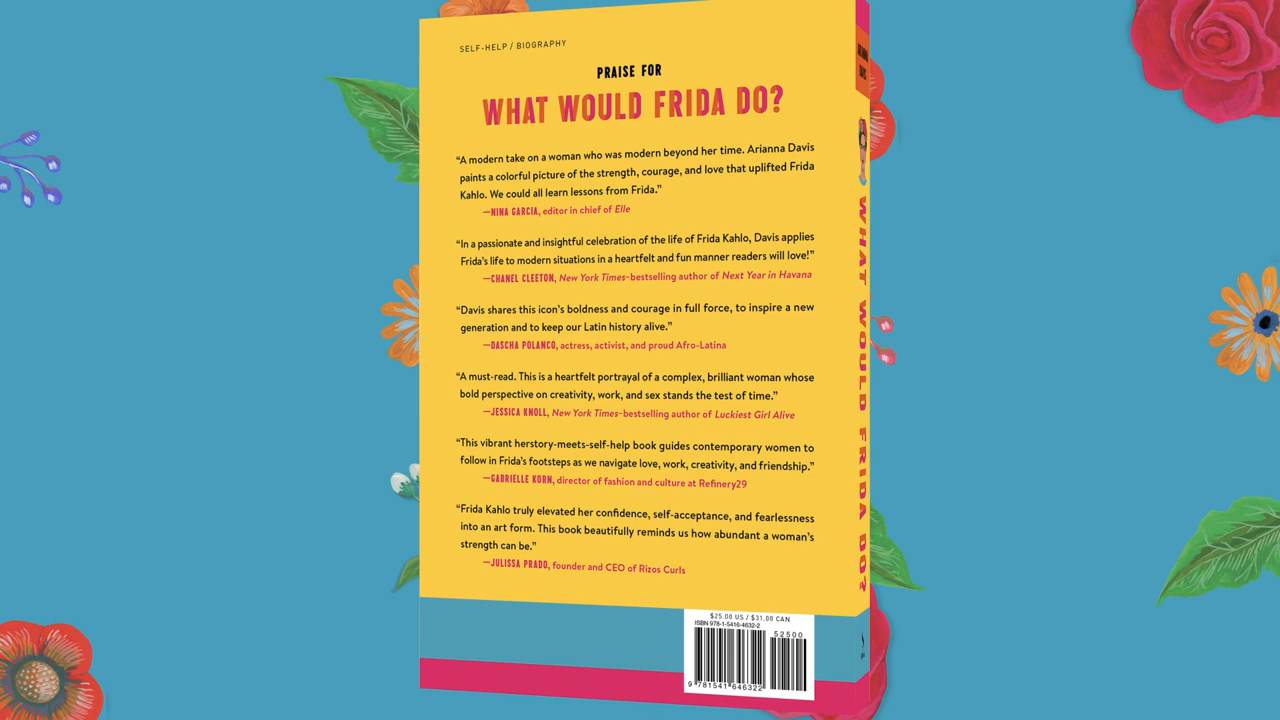 SELF-HELP / BIOGRAPHY
PRAISE FOR
WHAT WOULD FRIDA DO?
“A modern take on a woman who was modern beyond her time. Arianna Davis
paints a colorful picture of the strength, courage, and love that uplifted Frida
Kahlo. We could all learn lessons from Frida.”
—NINA GARCIA, editor in chief of Elle
“In a passionate and insightful celebration of the life of Frida Kahlo, Davis applies
Frida’s life to modern situations in a heartfelt and fun manner readers will love!”
—CHANEL CLEETON, New York Times–bestselling author of Next Year in Havana
“Davis shares this icon’s boldness and courage in full force, to inspire a new
generation and to keep our Latin history alive.”
—DASCHA POLANCO, actress, activist, and proud Afro-Latina
“A must-read. This is a heartfelt portrayal of a complex, brilliant woman whose
bold perspective on creativity, work, and sex stands the test of time.”
—JESSICA KNOLL, New York Times–bestselling author of Luckiest Girl Alive
“This vibrant herstory-meets-self-help book guides contemporary women to
follow in Frida’s footsteps as we navigate love, work, creativity, and friendship.”
—GABRIELLE KORN, director of fashion and culture at Refinery29
“Frida Kahlo truly elevated her confidence, self-acceptance, and fearlessness
into an art form. This book beautifully reminds us how abundant a woman’s
strength can be.”
—JULISSA PRADO, founder and CEO of Rizos Curls
$25.00 US / $31.00 CAN
ISBN 978-1-5416-4632-2
52500
9 781541 646322
WHAT WOULD FRIDA DO?